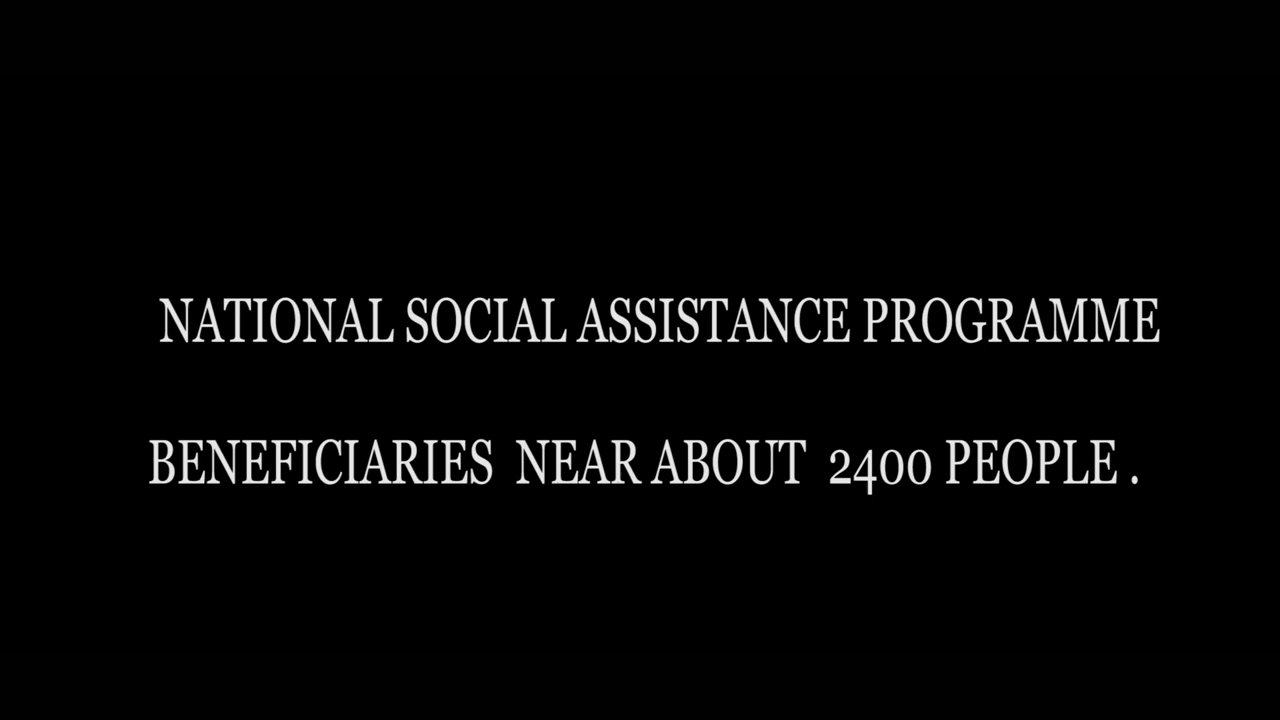 NATIONAL SOCIAL ASSISTANCE PROGRAMME
BENEFICIARIES NEAR ABOUT 2400 PEOPLE .